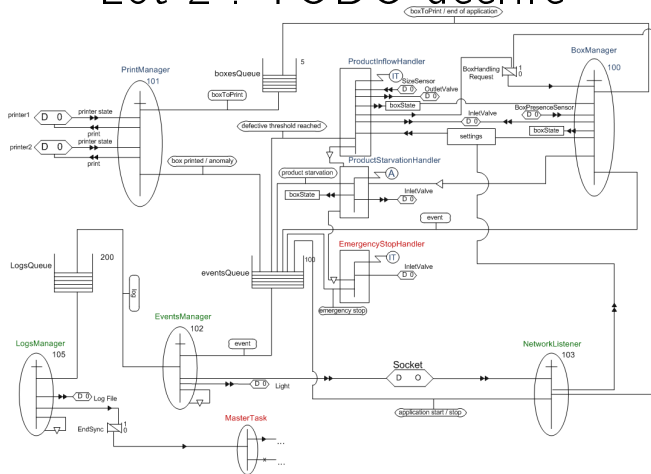 boxToPrint / end of application
5
boxesQueue
PrintManager
101
boxToPrint
ProductInflowHandler
IT
SizeSensor
D 0
OutletValve
D 0
boxState
BoxHandling
Request
1
0
BoxManager
100
BoxPresenceSensor
D 0
InletValve
D 0
boxState
settings
printer1
D 0
printer state
print
printer2
D 0
printer state
print
defective threshold reached
box printed / anomaly
ProductStarvationHandler
A
product starvation
boxState
InletValve
D 0
event
EmergencyStopHandler
IT
InletValve
D 0
LogsQueue
200
log
eventsQueue
100
emergency stop
EventsManager
102
event
LogsManager
105
D 0
Log File
D 0
Light
Socket
D O
NetworkListener
103
application start / stop
EndSync
1
0
MasterTask
...
...